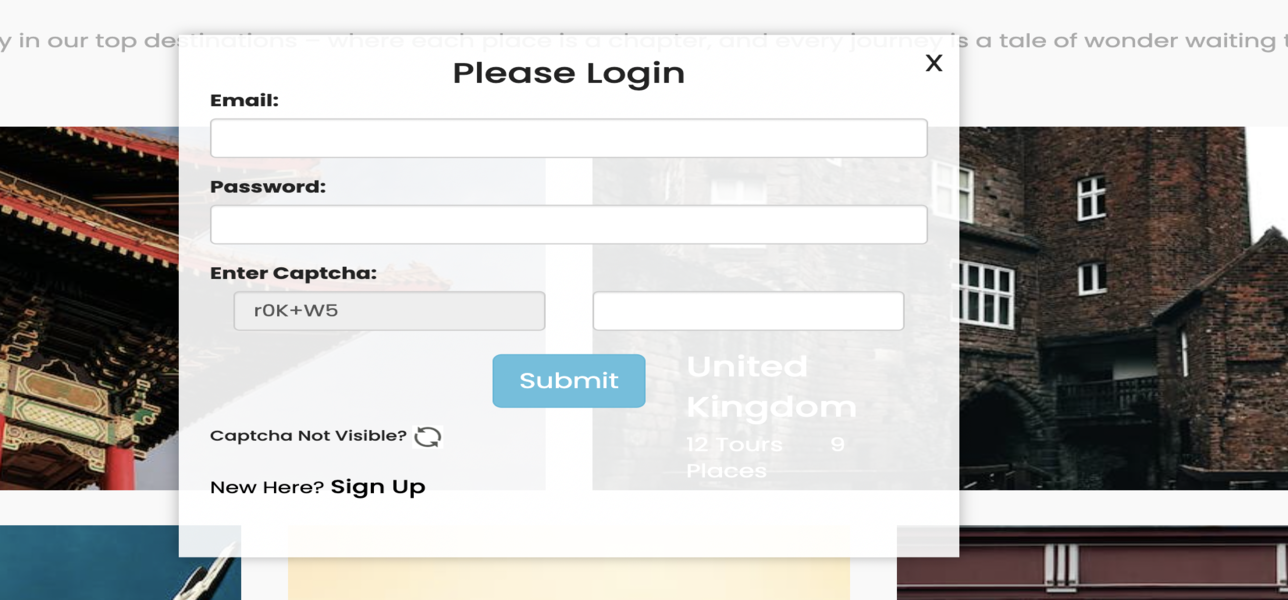 y in our top destinations – where each place is a chapter, and every journey is a tale of wonder waiting t
Please Login
X
Email:
Password:
Enter Captcha:
r0K+W5
Submit
United
Kingdom
12 Tours 9
Places
Captcha Not Visible?
New Here? Sign Up